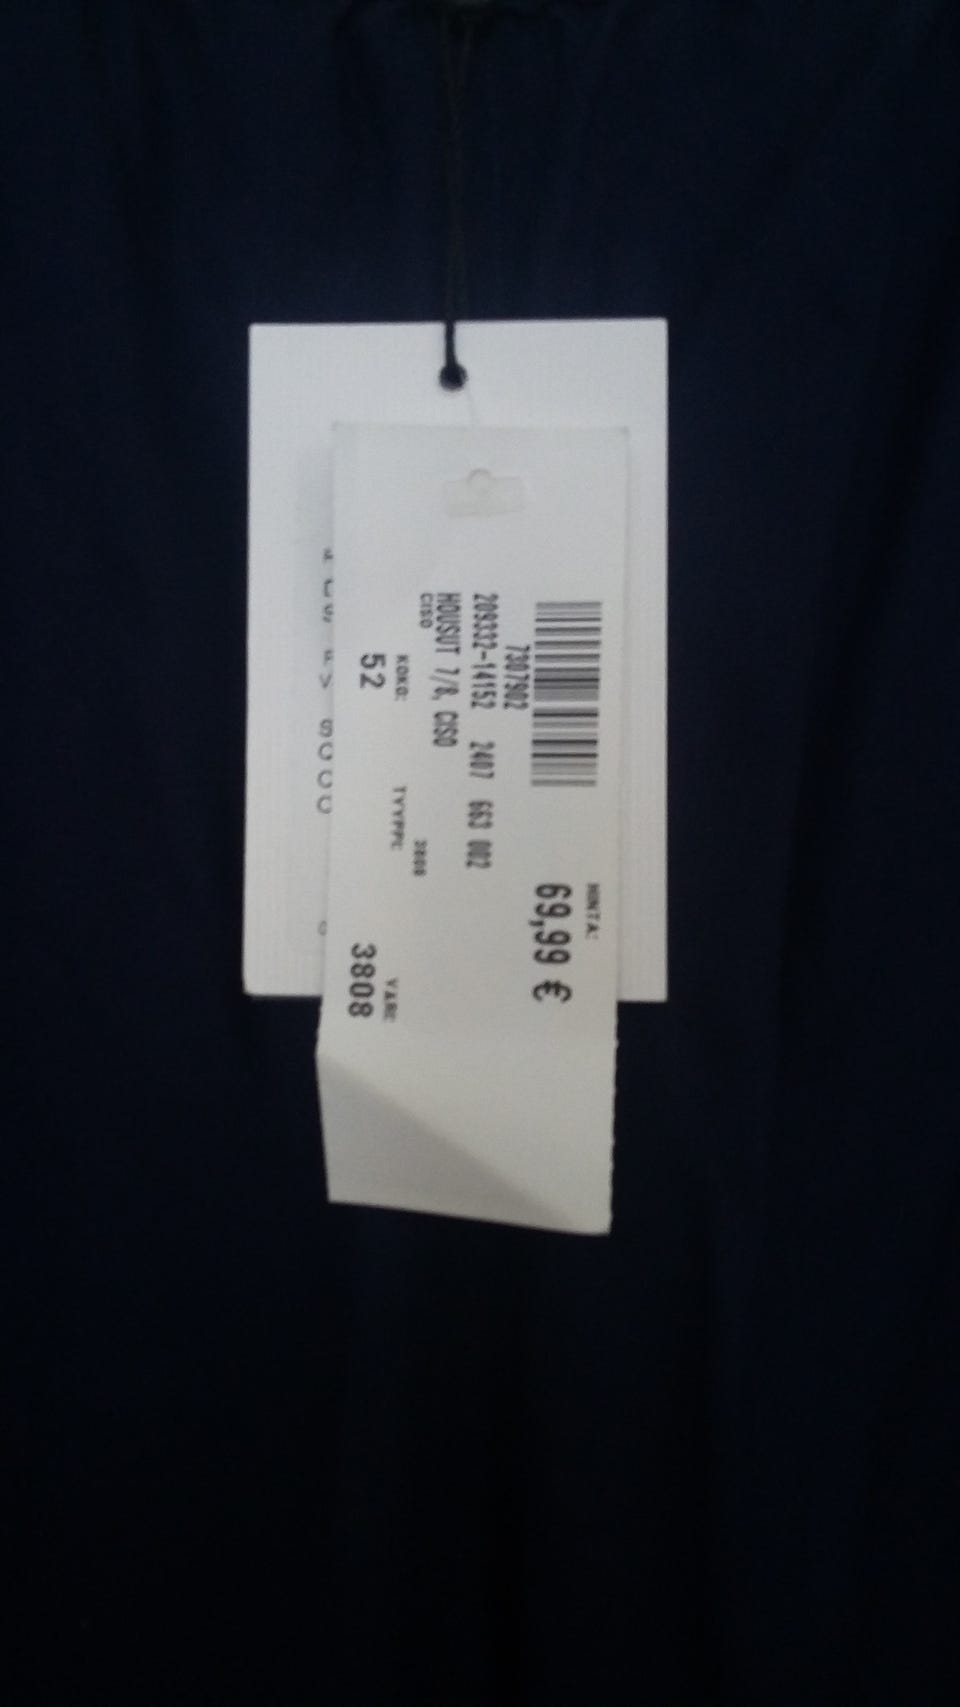 HINTA:
69,99 €
7307902
209332-14152 2407 663 002
HOUSUT 7/8, CISO
CISO
3808
KOKO:
TYYPPI:
VÄRI:
52
3808